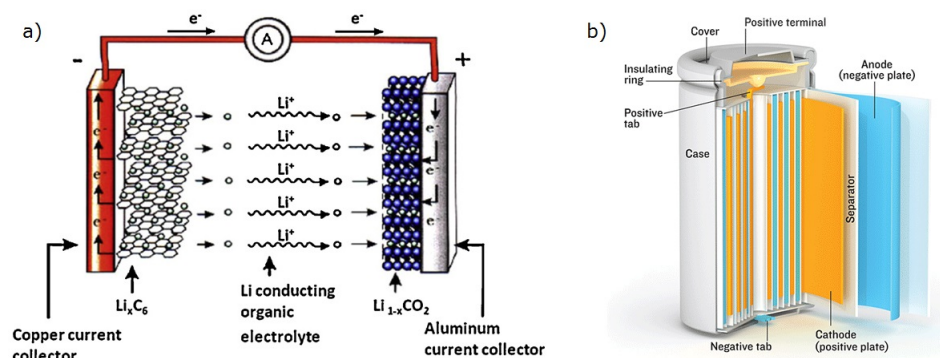 a)
e⁻
e⁻
A
-
+
Li⁺
Li⁺
Li⁺
Li⁺
Li⁺
e⁻
e⁻
e⁻
e⁻
e⁻
e⁻
e⁻
LiₓC₆
Li conducting
organic
electrolyte
Li ₁₋ₓCO₂
Copper current
collector
Aluminum
current collector
b)
Positive terminal
Cover
Insulating
ring
Positive
tab
Case
Anode
(negative plate)
Separator
Cathode
(positive plate)
Negative tab